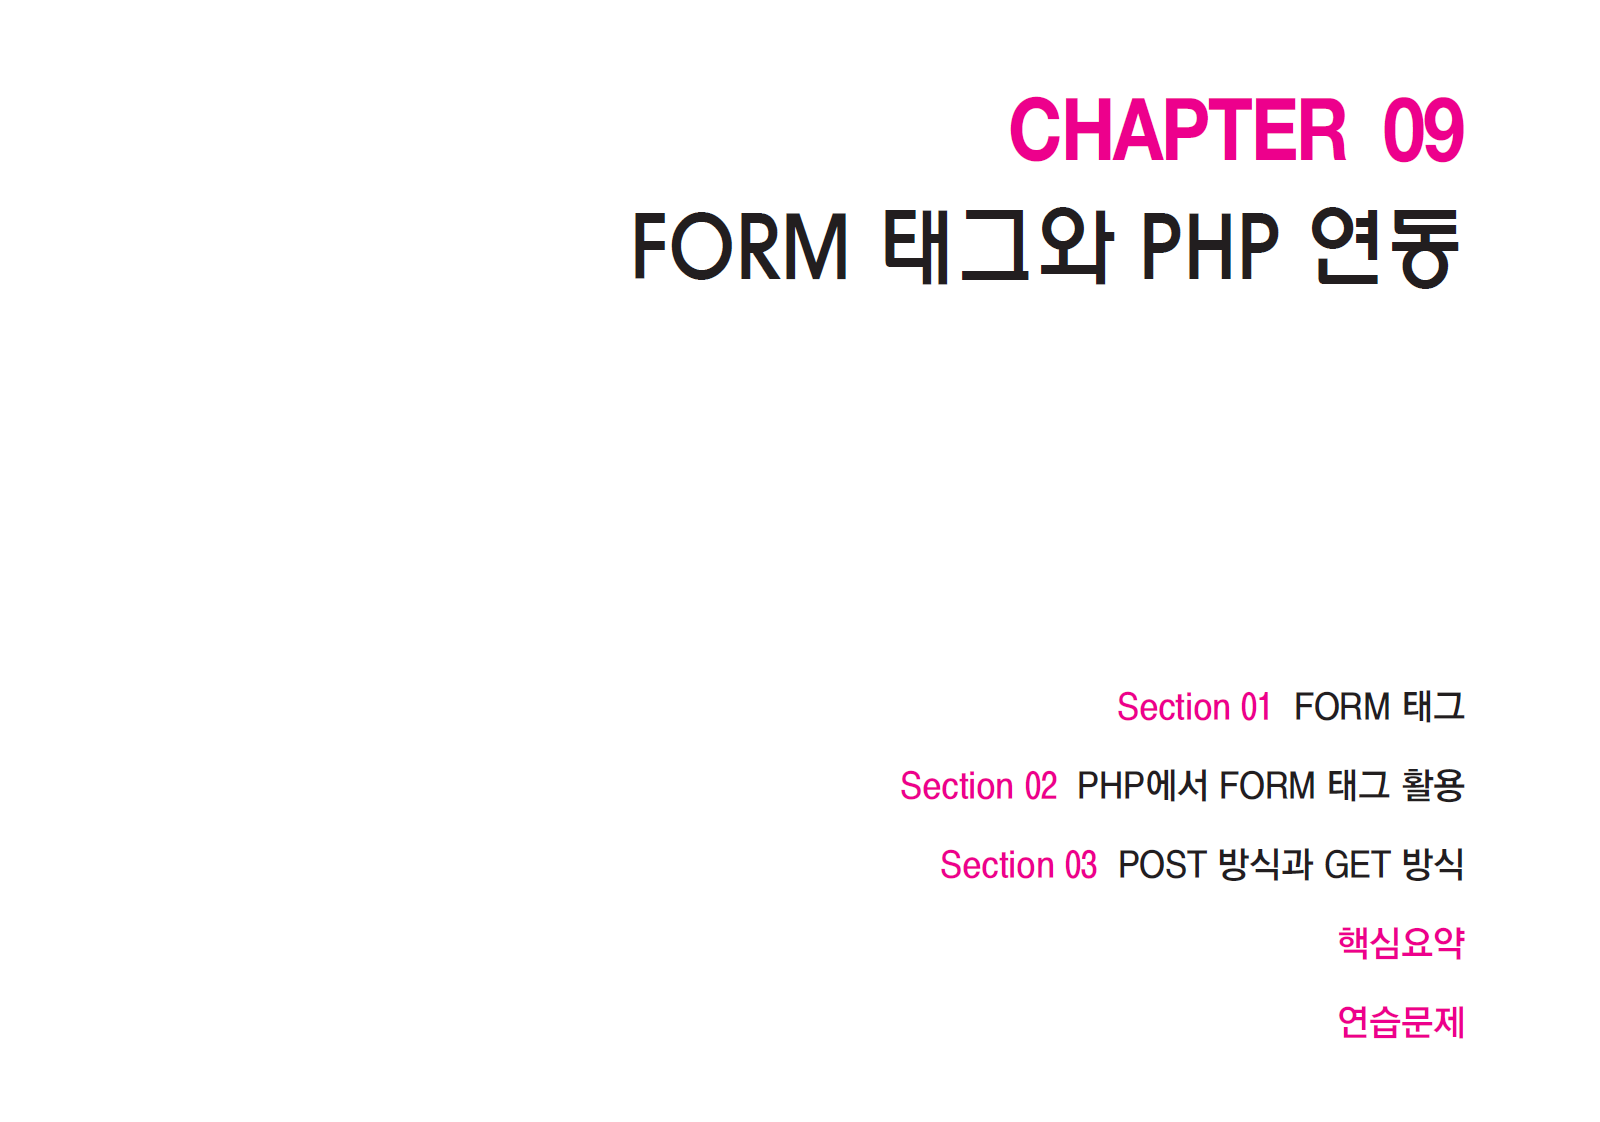 CHAPTER 09
FORM 태그와 PHP 연동
Section 01 FORM 태그
Section 02 PHP에서 FORM 태그 활용
Section 03 POST 방식과 GET 방식
핵심요약
연습문제